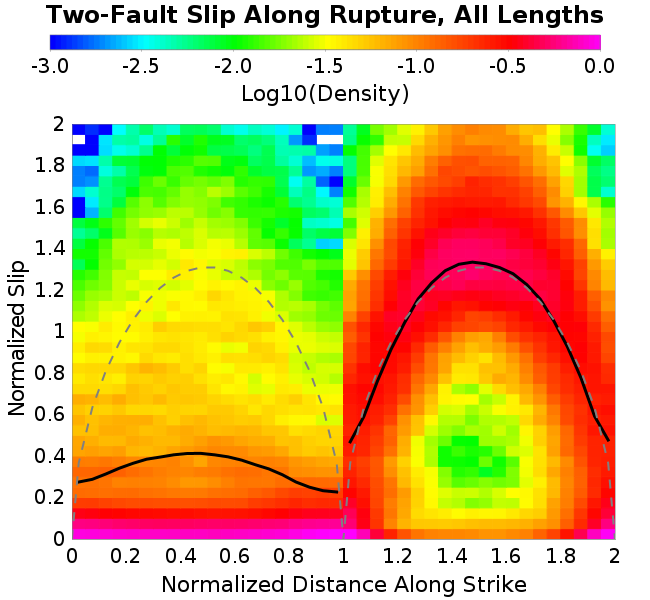 Two-Fault Slip Along Rupture, All Lengths
-3.0 -2.5 -2.0 -1.5 -1.0 -0.5 0.0
Log10(Density)
2
1.8
1.6
1.4
1.2
1
0.8
0.6
0.4
0.2
0
Normalized Slip
0 0.2 0.4 0.6 0.8 1 1.2 1.4 1.6 1.8 2
Normalized Distance Along Strike